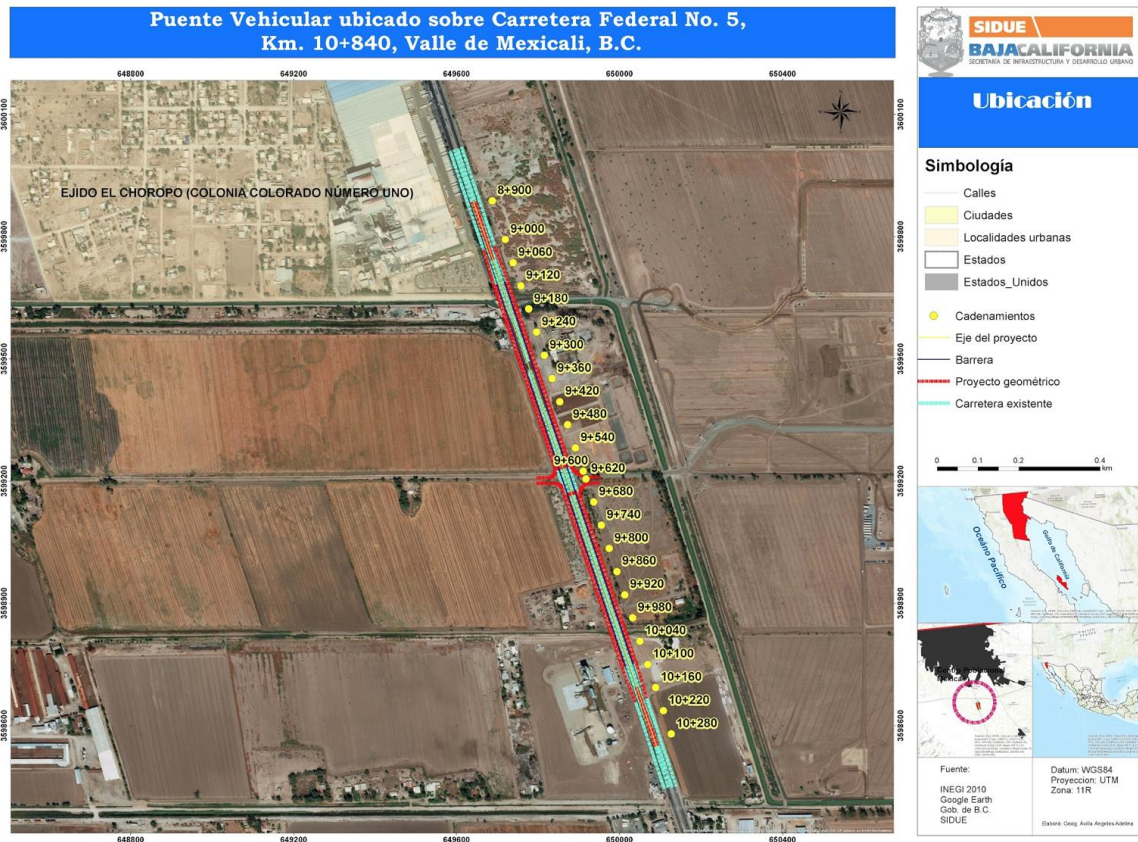 Puente Vehicular ubicado sobre Carretera Federal No. 5,
Km. 10+840, Valle de Mexicali, B.C.
648800
649200
649600
650000
650400
3600100
3599800
3599500
3599200
3598900
3598600
3600100
3599800
3599500
3599200
3598900
3598600
EJIDO EL CHOROPO (COLONIA COLORADO NÚMERO UNO)
8+900
9+000
9+060
9+120
9+180
9+240
9+300
9+360
9+420
9+480
9+540
9+600
9+620
9+680
9+740
9+800
9+860
9+920
9+980
10+040
10+100
10+160
10+220
10+280
648800
649200
649600
650000
650400
SIDUE
BAJACALIFORNIA
SECRETARÍA DE INFRAESTRUCTURA Y DESARROLLO URBANO
Ubicación
Simbología
Calles
Ciudades
Localidades urbanas
Estados
Estados_Unidos
Cadenamientos
Eje del proyecto
Barrera
Proyecto geométrico
Carretera existente
0
0.1
0.2
0.4
km
Océano Pacífico
Golfo de California
Fuente:
INEGI 2010
Google Earth
Gob. de B.C.
SIDUE
Datum: WGS84
Proyeccion: UTM
Zona: 11R
Elaboró: Geog. Avila Angeles Adelina